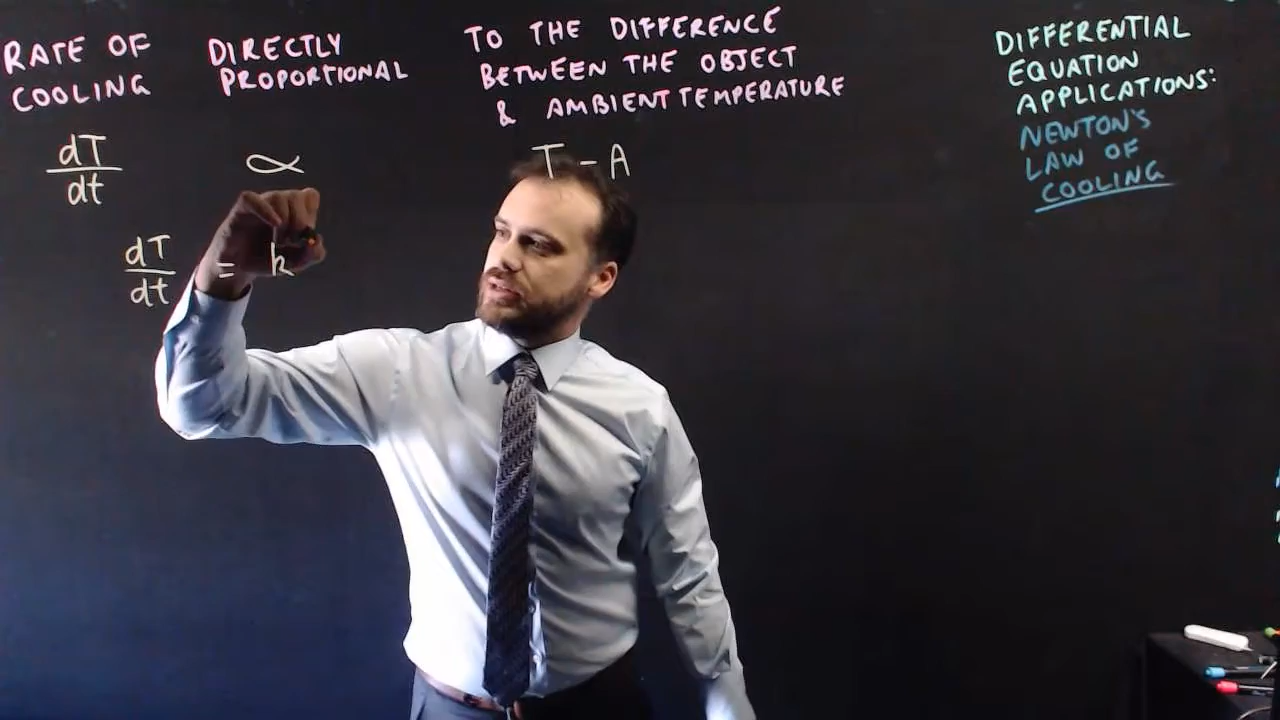 RATE OF
COOLING
DIRECTLY
PROPORTIONAL
TO THE DIFFERENCE
BETWEEN THE OBJECT
& AMBIENT TEMPERATURE
dT
dt
∝
T - A
dT
dt
= k
DIFFERENTIAL
EQUATION
APPLICATIONS:
NEWTON'S
LAW OF
COOLING